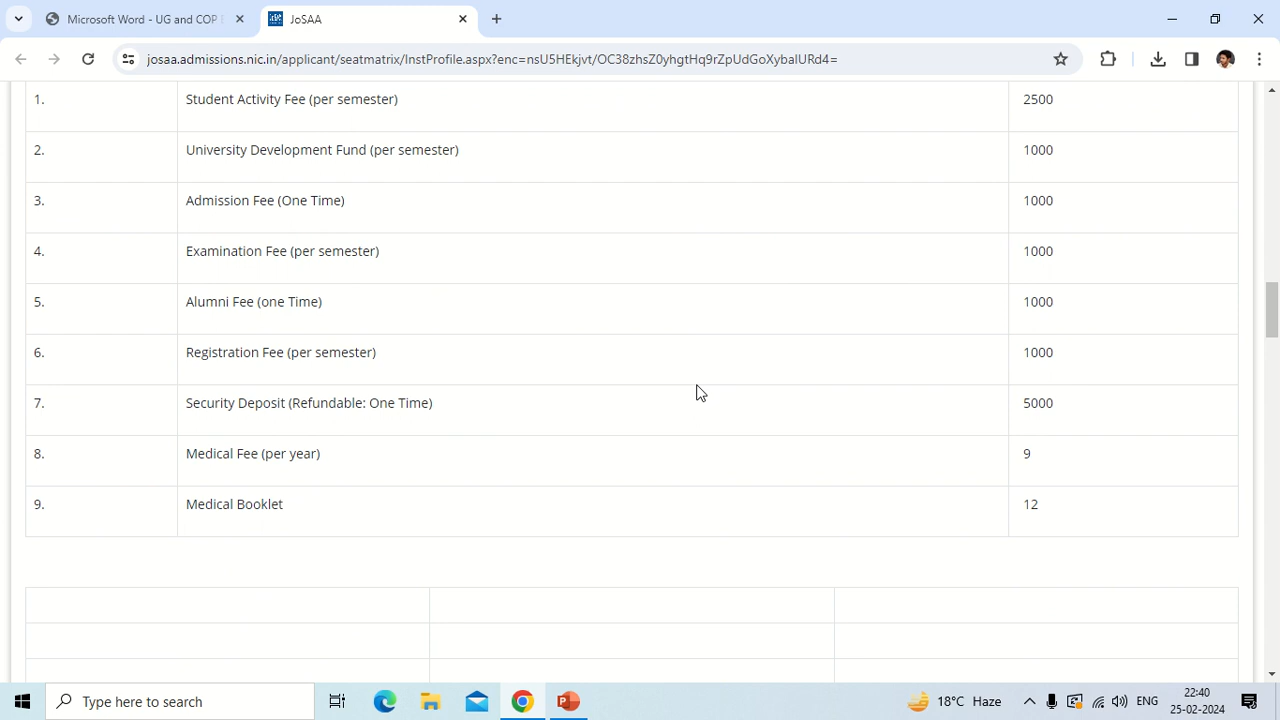 Microsoft Word - UG and COP
JoSAA
josaa.admissions.nic.in/applicant/seatmatrix/InstProfile.aspx?enc=nsU5HEkjvt/OC38zhsZ0yhgtHq9rZpUdGoXybaIURd4=
1. Student Activity Fee (per semester) 2500
2. University Development Fund (per semester) 1000
3. Admission Fee (One Time) 1000
4. Examination Fee (per semester) 1000
5. Alumni Fee (one Time) 1000
6. Registration Fee (per semester) 1000
7. Security Deposit (Refundable: One Time) 5000
8. Medical Fee (per year) 9
9. Medical Booklet 12
Type here to search
18°C Haze
ENG
22:40
25-02-2024